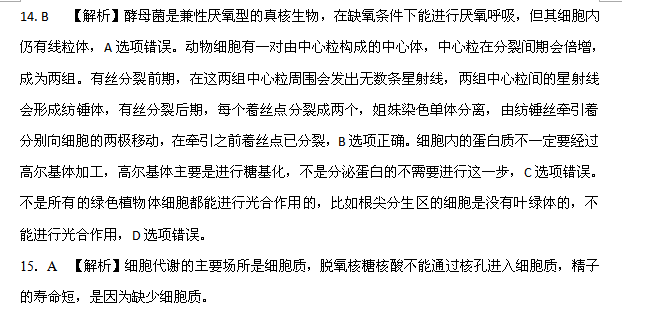 14. B 【解析】酵母菌是兼性厌氧型的真核生物，在缺氧条件下能进行厌氧呼吸，但其细胞内
仍有线粒体，A 选项错误。动物细胞有一对由中心粒构成的中心体，中心粒在分裂间期会倍增，
成为两组。有丝分裂前期，在这两组中心粒周围会发出无数条星射线，两组中心粒间的星射线
会形成纺锤体，有丝分裂后期，每个着丝点分裂成两个，姐妹染色单体分离，由纺锤丝牵引着
分别向细胞的两极移动，在牵引之前着丝点已分裂，B 选项正确。细胞内的蛋白质不一定要经过
高尔基体加工，高尔基体主要是进行糖基化，不是分泌蛋白的不需要进行这一步，C 选项错误。
不是所有的绿色植物体细胞都能进行光合作用的，比如根尖分生区的细胞是没有叶绿体的，不
能进行光合作用，D 选项错误。
15. A 【解析】细胞代谢的主要场所是细胞质，脱氧核糖核酸不能通过核孔进入细胞质，精子
的寿命短，是因为缺少细胞质。